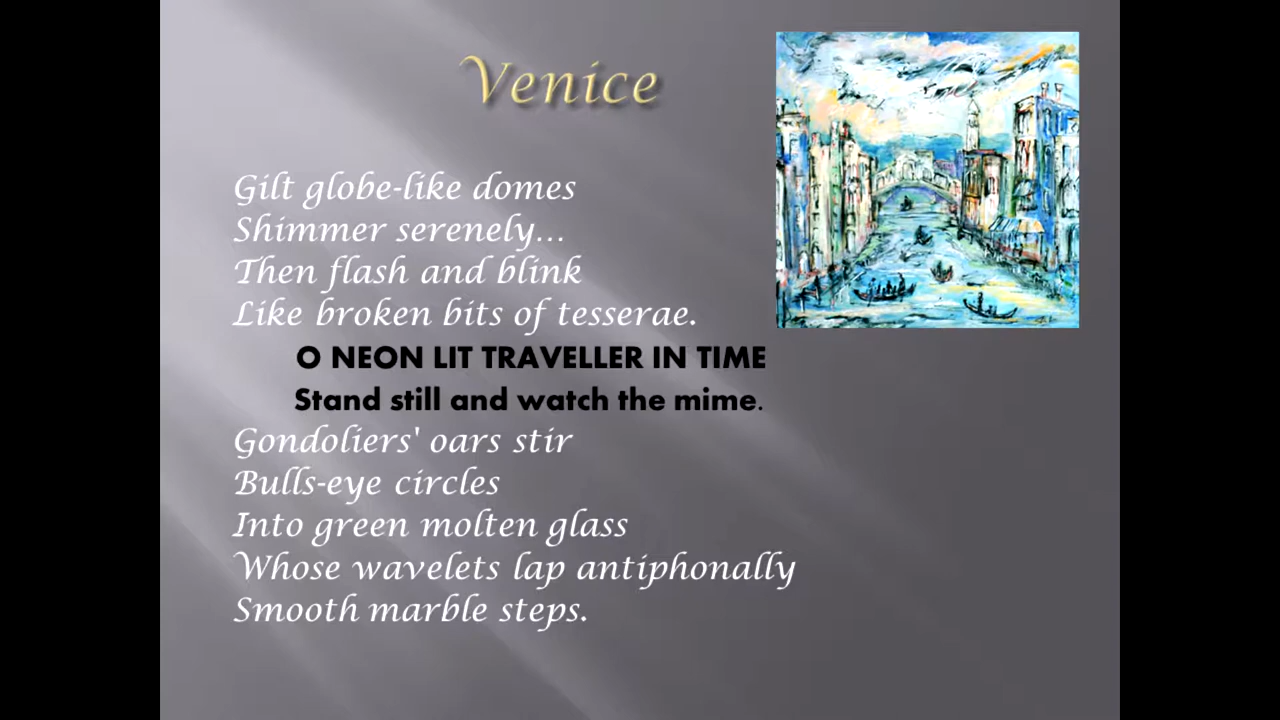 Venice
Gilt globe-like domes
Shimmer serenely...
Then flash and blink
Like broken bits of tesserae.
O NEON LIT TRAVELLER IN TIME
Stand still and watch the mime.
Gondoliers' oars stir
Bulls-eye circles
Into green molten glass
Whose wavelets lap antiphonally
Smooth marble steps.